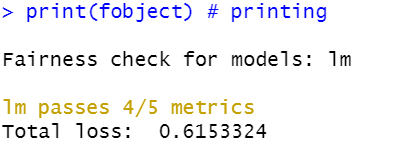 > print(fobject) # printing
Fairness check for models: lm
lm passes 4/5 metrics
Total loss:  0.6153324